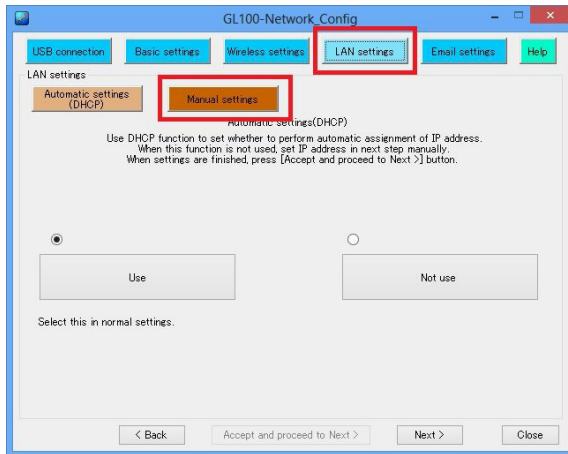 GL100-Network_Config
USB connection Basic settings Wireless settings LAN settings Email settings Help
LAN settings
Automatic settings
(DHCP)
Manual settings
Automatic settings(DHCP)
Use DHCP function to set whether to perform automatic assignment of IP address.
When this function is not used, set IP address in next step manually.
When settings are finished, press [Accept and proceed to Next >] button.
Use Not use
Select this in normal settings.
< Back Accept and proceed to Next > Next > Close